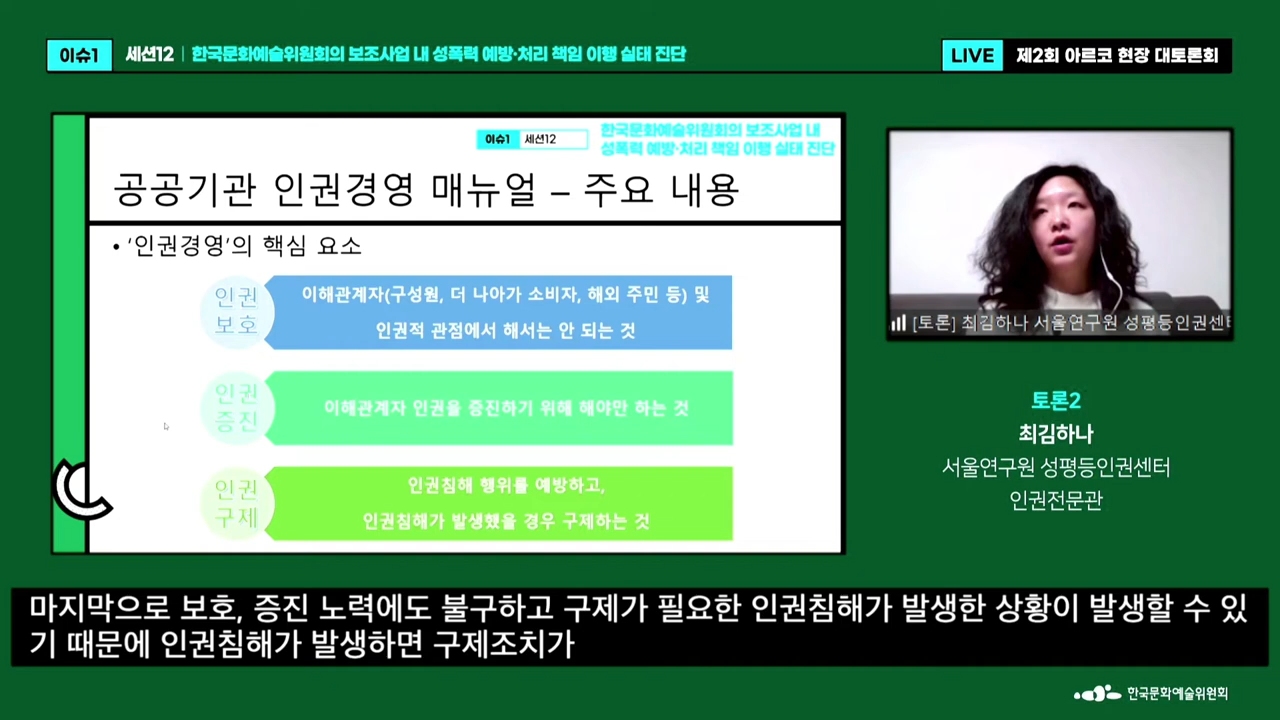 이슈1 세션12 | 한국문화예술위원회의 보조사업 내 성폭력 예방·처리 책임 이행 실태 진단
LIVE 제2회 아르코 현장 대토론회
이슈1 세션12 한국문화예술위원회의 보조사업 내
성폭력 예방·처리 책임 이행 실태 진단
공공기관 인권경영 매뉴얼 – 주요 내용
• ‘인권경영’의 핵심 요소
인권
보호
이해관계자(구성원, 더 나아가 소비자, 해외 주민 등) 및
인권적 관점에서 해서는 안 되는 것
인권
증진
이해관계자 인권을 증진하기 위해 해야만 하는 것
인권
구제
인권침해 행위를 예방하고,
인권침해가 발생했을 경우 구제하는 것
[토론] 최김하나 서울연구원 성평등인권센
토론2
최김하나
서울연구원 성평등인권센터
인권전문관
마지막으로 보호, 증진 노력에도 불구하고 구제가 필요한 인권침해가 발생한 상황이 발생할 수 있
기 때문에 인권침해가 발생하면 구제조치가
한국문화예술위원회